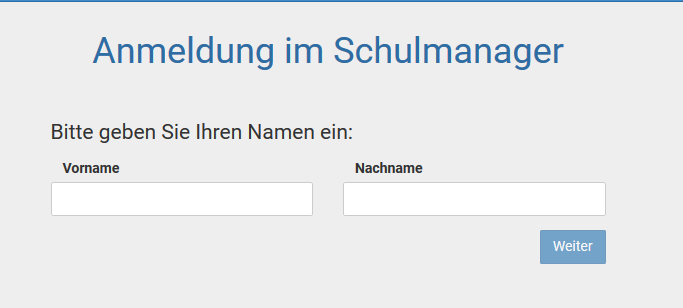 Anmeldung im Schulmanager
Bitte geben Sie Ihren Namen ein:
Vorname Nachname
Weiter